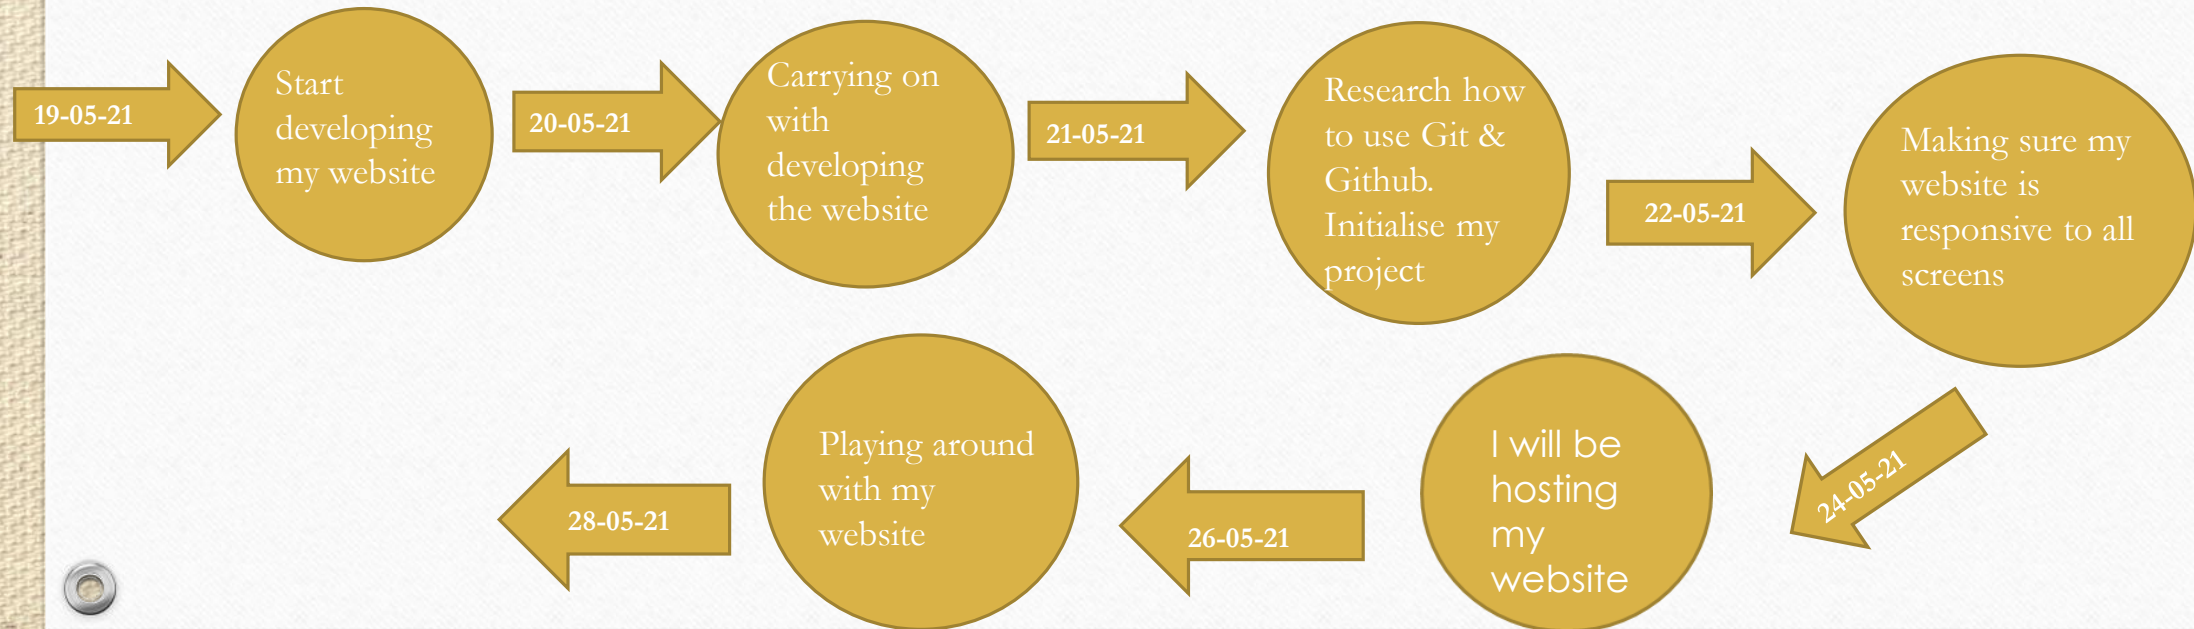 19-05-21
Start
developing
my website
20-05-21
Carrying on
with
developing
the website
21-05-21
Research how
to use Git &
Github.
Initialise my
project
22-05-21
Making sure my
website is
responsive to all
screens
24-05-21
I will be
hosting
my
website
26-05-21
Playing around
with my
website
28-05-21